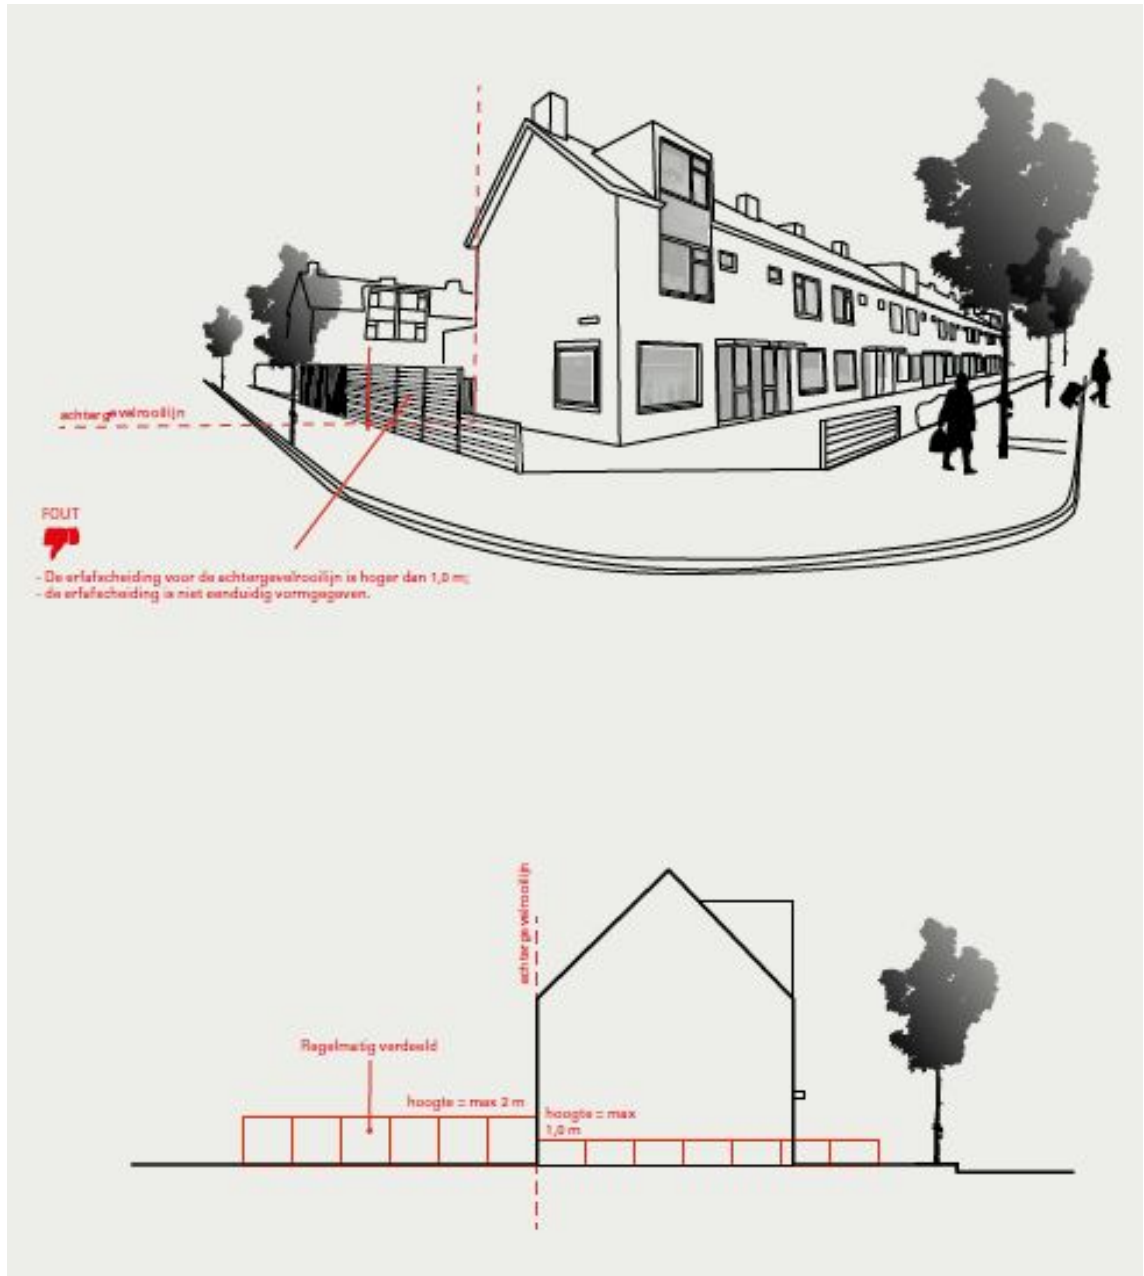 achtergevelrooilijn
FOUT
- De erfafscheiding voor de achtergevelrooilijn is hoger dan 1,0 m;
- de erfafscheiding is niet eenduidig vormgegeven.
achtergevelrooilijn
Regelmatig verdeeld
hoogte = max 2 m
hoogte = max
1,0 m